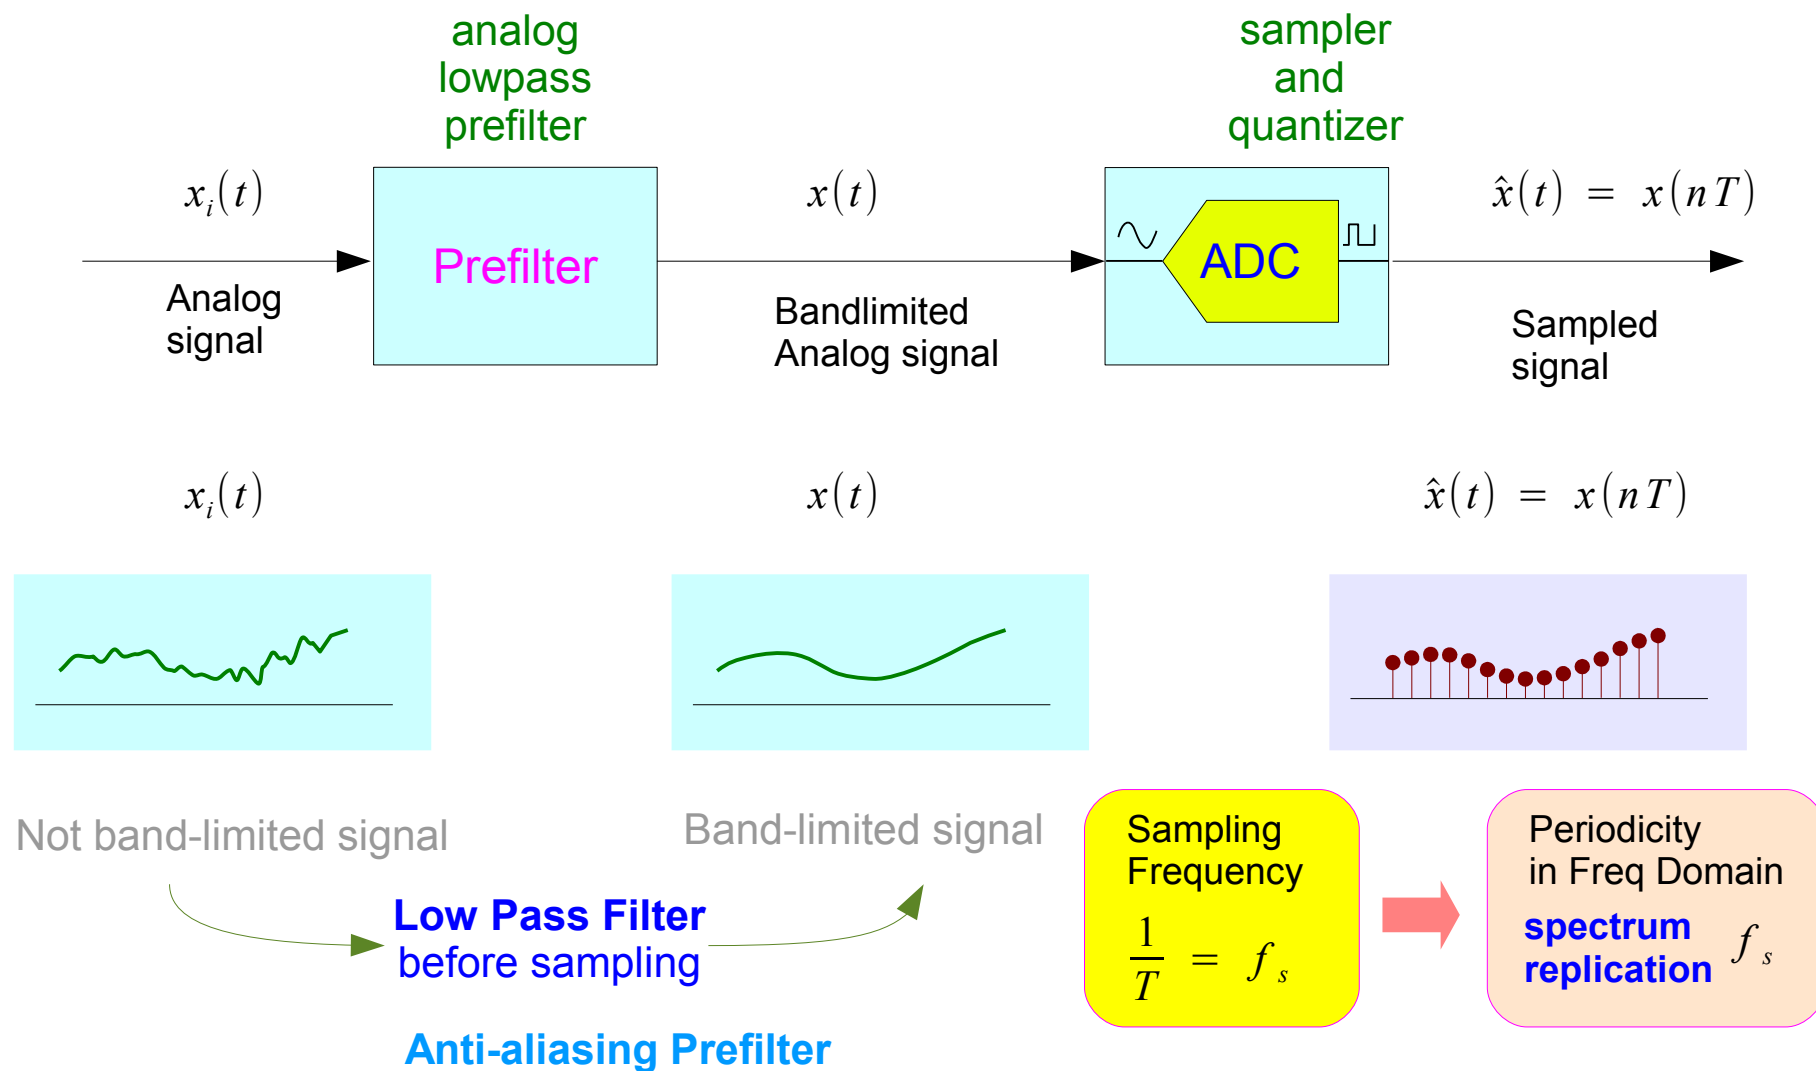 analog
lowpass
prefilter
sampler
and
quantizer
x_i(t)
x(t)
x̂(t) = x(nT)
Prefilter
ADC
Analog
signal
Bandlimited
Analog signal
Sampled
signal
x_i(t)
x(t)
x̂(t) = x(nT)
Not band-limited signal
Band-limited signal
Low Pass Filter
before sampling
Anti-aliasing Prefilter
Sampling
Frequency
1/T = f_s
Periodicity
in Freq Domain
spectrum
replication f_s